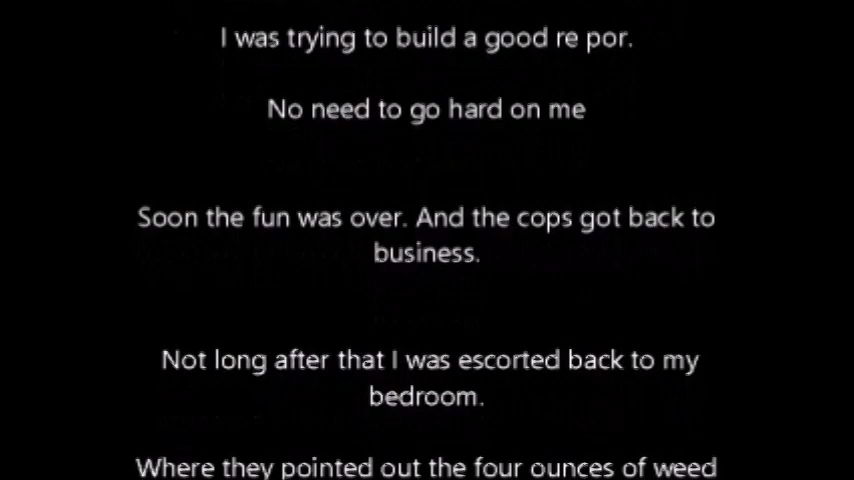 I was trying to build a good re por.
No need to go hard on me
Soon the fun was over. And the cops got back to
business.
Not long after that I was escorted back to my
bedroom.
Where they pointed out the four ounces of weed